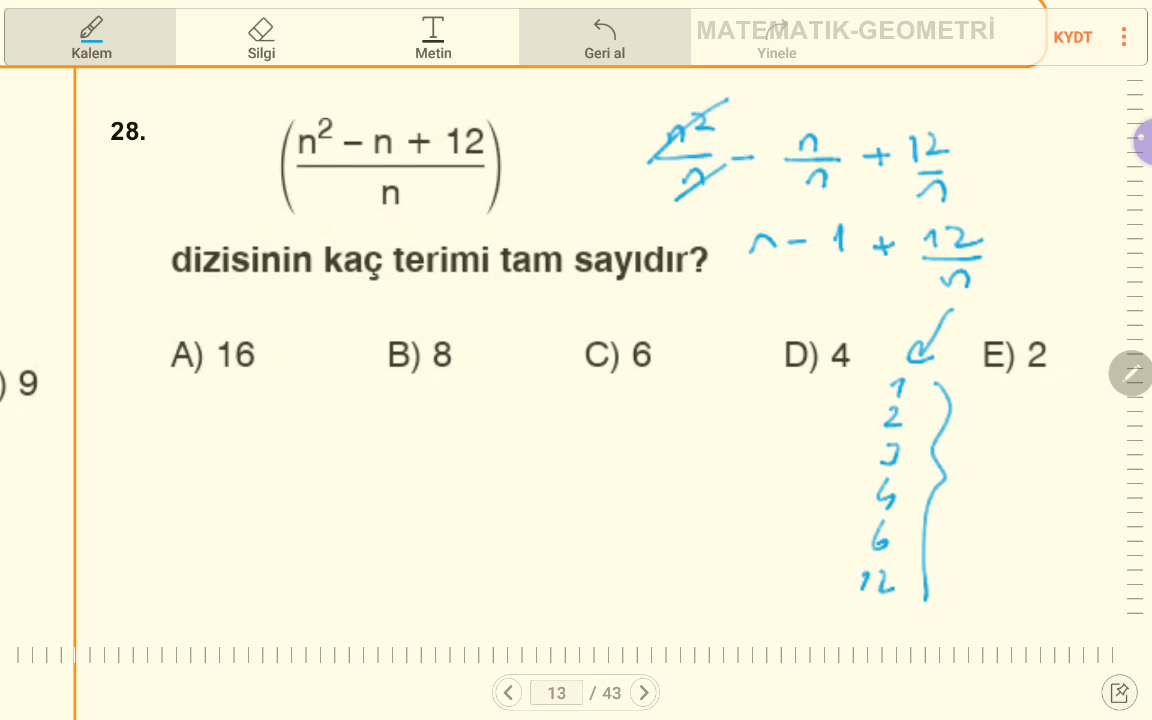 Kalem Silgi Metin Geri al Yinele
MATEMATİK-GEOMETRİ
KYDT
28.
(n² – n + 12 / n)
n²/n - n/n + 12/n
dizisinin kaç terimi tam sayıdır?
n - 1 + 12/n
A) 16 B) 8 C) 6 D) 4 E) 2
) 9
1
2
3
4
6
12
13 / 43